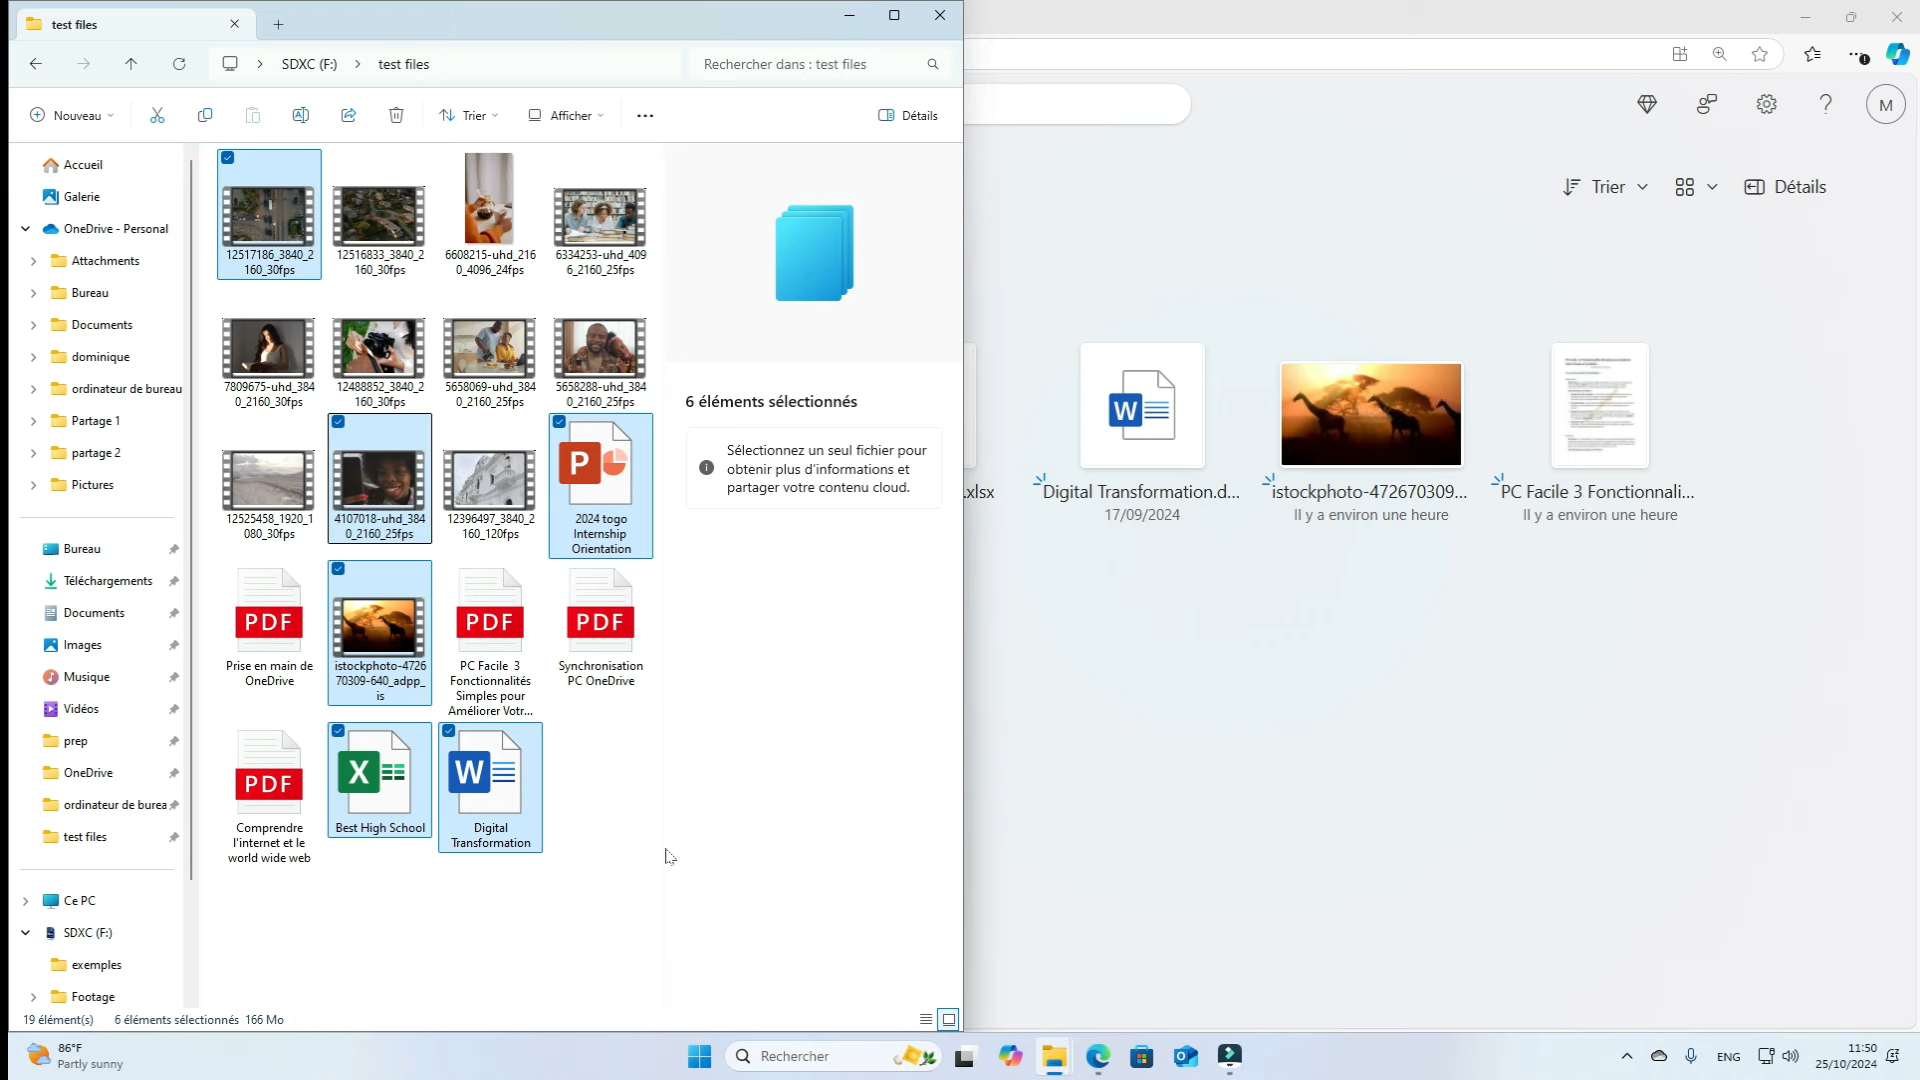 test files
SDXC (F:)
test files
Rechercher dans : test files
Nouveau
Trier
Afficher
Détails
Accueil
Galerie
OneDrive - Personal
Attachments
Bureau
Documents
dominique
ordinateur de bureau
Partage 1
partage 2
Pictures
Bureau
Téléchargements
Documents
Images
Musique
Vidéos
prep
OneDrive
ordinateur de burea
test files
Ce PC
SDXC (F:)
exemples
Footage
12517186_3840_2
160_30fps
12516833_3840_2
160_30fps
6608215-uhd_216
0_4096_24fps
6334253-uhd_409
6_2160_25fps
7809675-uhd_384
0_2160_30fps
12488852_3840_2
160_30fps
5658069-uhd_384
0_2160_25fps
5658288-uhd_384
0_2160_25fps
12525458_1920_1
080_30fps
4107018-uhd_384
0_2160_25fps
12396497_3840_2
160_120fps
P
2024 togo
Internship
Orientation
PDF
Prise en main de
OneDrive
istockphoto-4726
70309-640_adpp_
is
PDF
PC Facile 3
Fonctionnalités
Simples pour
Améliorer Votr...
PDF
Synchronisation
PC OneDrive
PDF
Comprendre
l'internet et le
world wide web
X
Best High School
W
Digital
Transformation
6 éléments sélectionnés
Sélectionnez un seul fichier pour
obtenir plus d'informations et
partager votre contenu cloud.
19 élément(s)
6 éléments sélectionnés 166 Mo
M
Trier
Détails
.xlsx
W
Digital Transformation.d...
17/09/2024
istockphoto-472670309...
Il y a environ une heure
PC Facile 3 Fonctionnali...
Il y a environ une heure
86°F
Partly sunny
Rechercher
ENG
11:50
25/10/2024